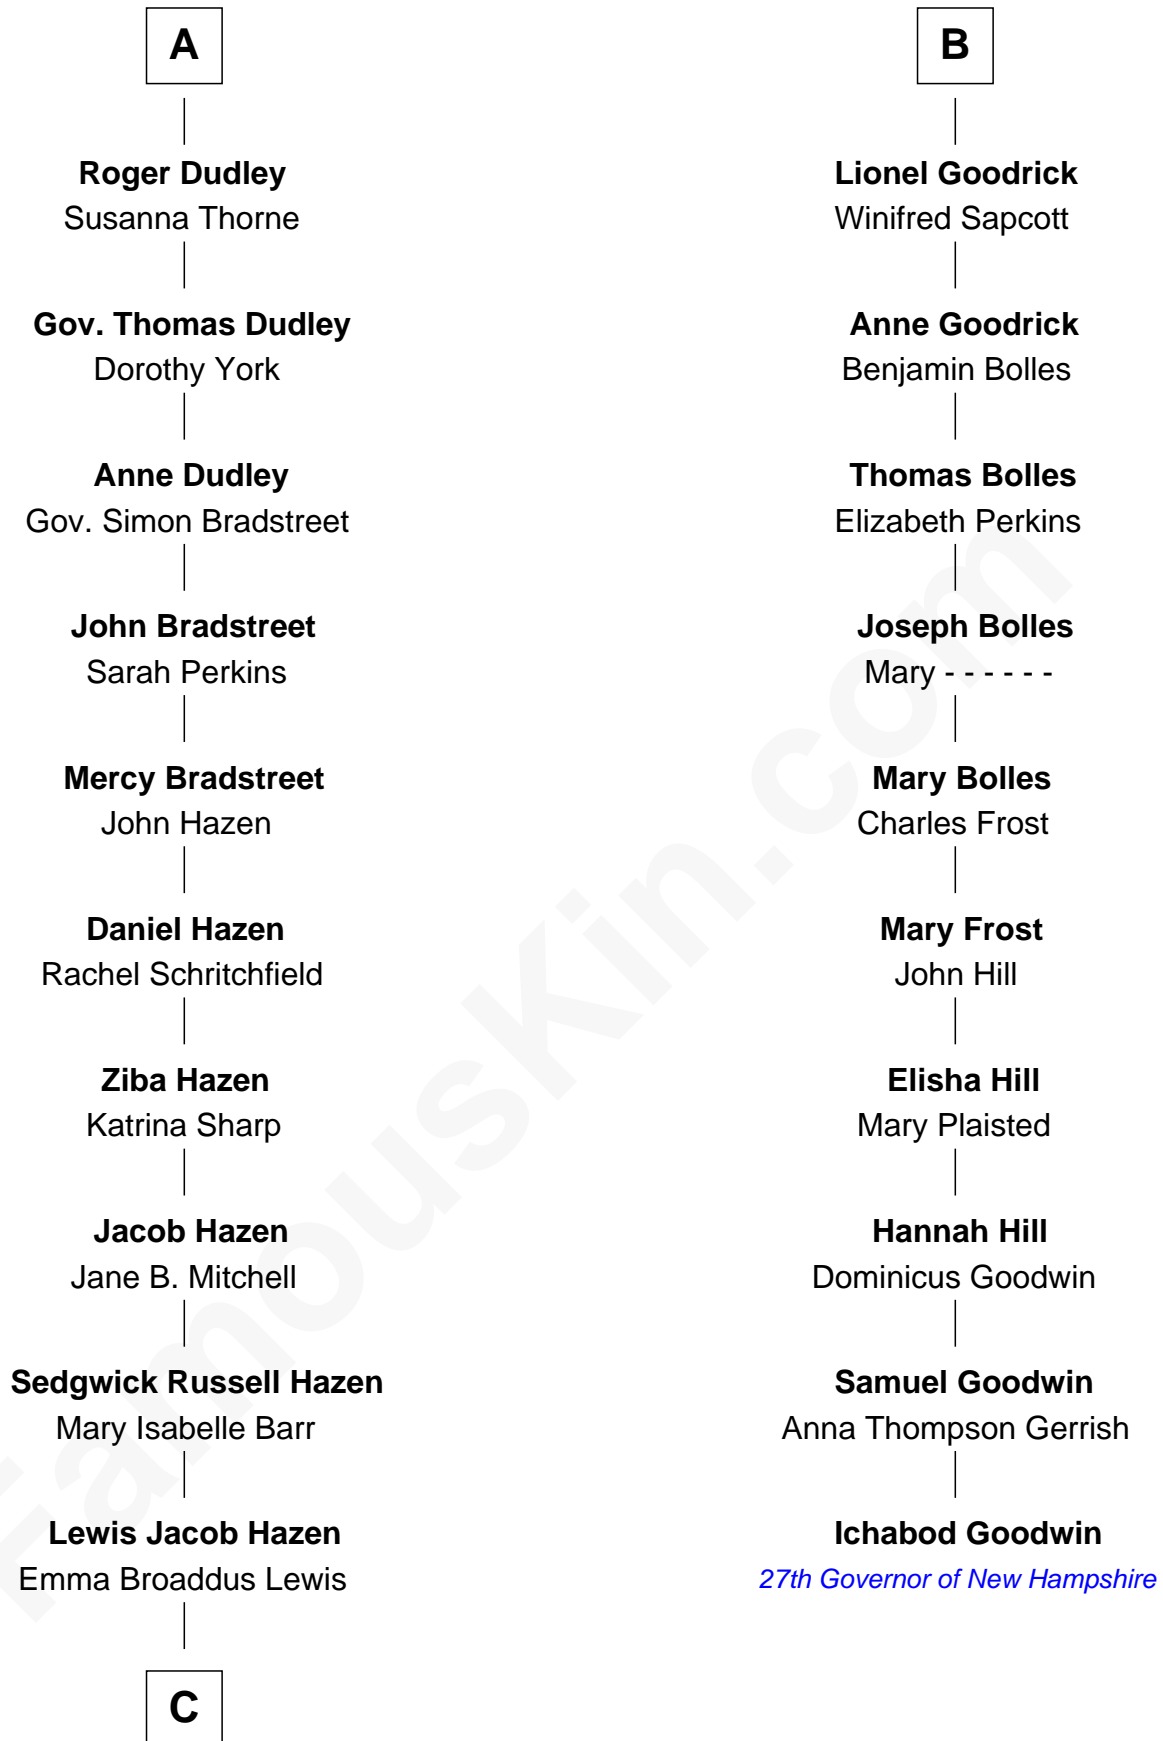 A
Roger Dudley
Susanna Thorne
Gov. Thomas Dudley
Dorothy York
Anne Dudley
Gov. Simon Bradstreet
John Bradstreet
Sarah Perkins
Mercy Bradstreet
John Hazen
Daniel Hazen
Rachel Schritchfield
Ziba Hazen
Katrina Sharp
Jacob Hazen
Jane B. Mitchell
Sedgwick Russell Hazen
Mary Isabelle Barr
Lewis Jacob Hazen
Emma Broaddus Lewis
C
B
Lionel Goodrick
Winifred Sapcott
Anne Goodrick
Benjamin Bolles
Thomas Bolles
Elizabeth Perkins
Joseph Bolles
Mary - - - - - -
Mary Bolles
Charles Frost
Mary Frost
John Hill
Elisha Hill
Mary Plaisted
Hannah Hill
Dominicus Goodwin
Samuel Goodwin
Anna Thompson Gerrish
Ichabod Goodwin
27th Governor of New Hampshire
FamousKin.com